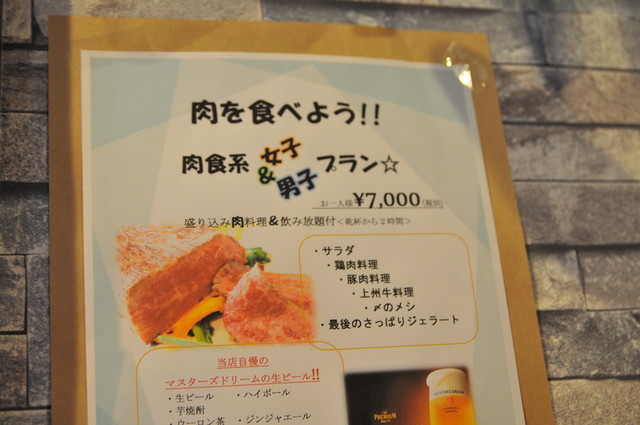 肉を食べよう!!
肉食系女子&男子プラン☆
お一人様¥7,000(税別)
盛り込み肉料理&飲み放題付<乾杯から2時間>
・サラダ
・鶏肉料理
・豚肉料理
・上州牛料理
・〆のメシ
・最後のさっぱりジェラート
当店自慢の
マスターズドリームの生ビール!!
・生ビール ・ハイボール
・芋焼酎
・ウーロン茶 ・ジンジャエール
THE PREMIUM MALT'S